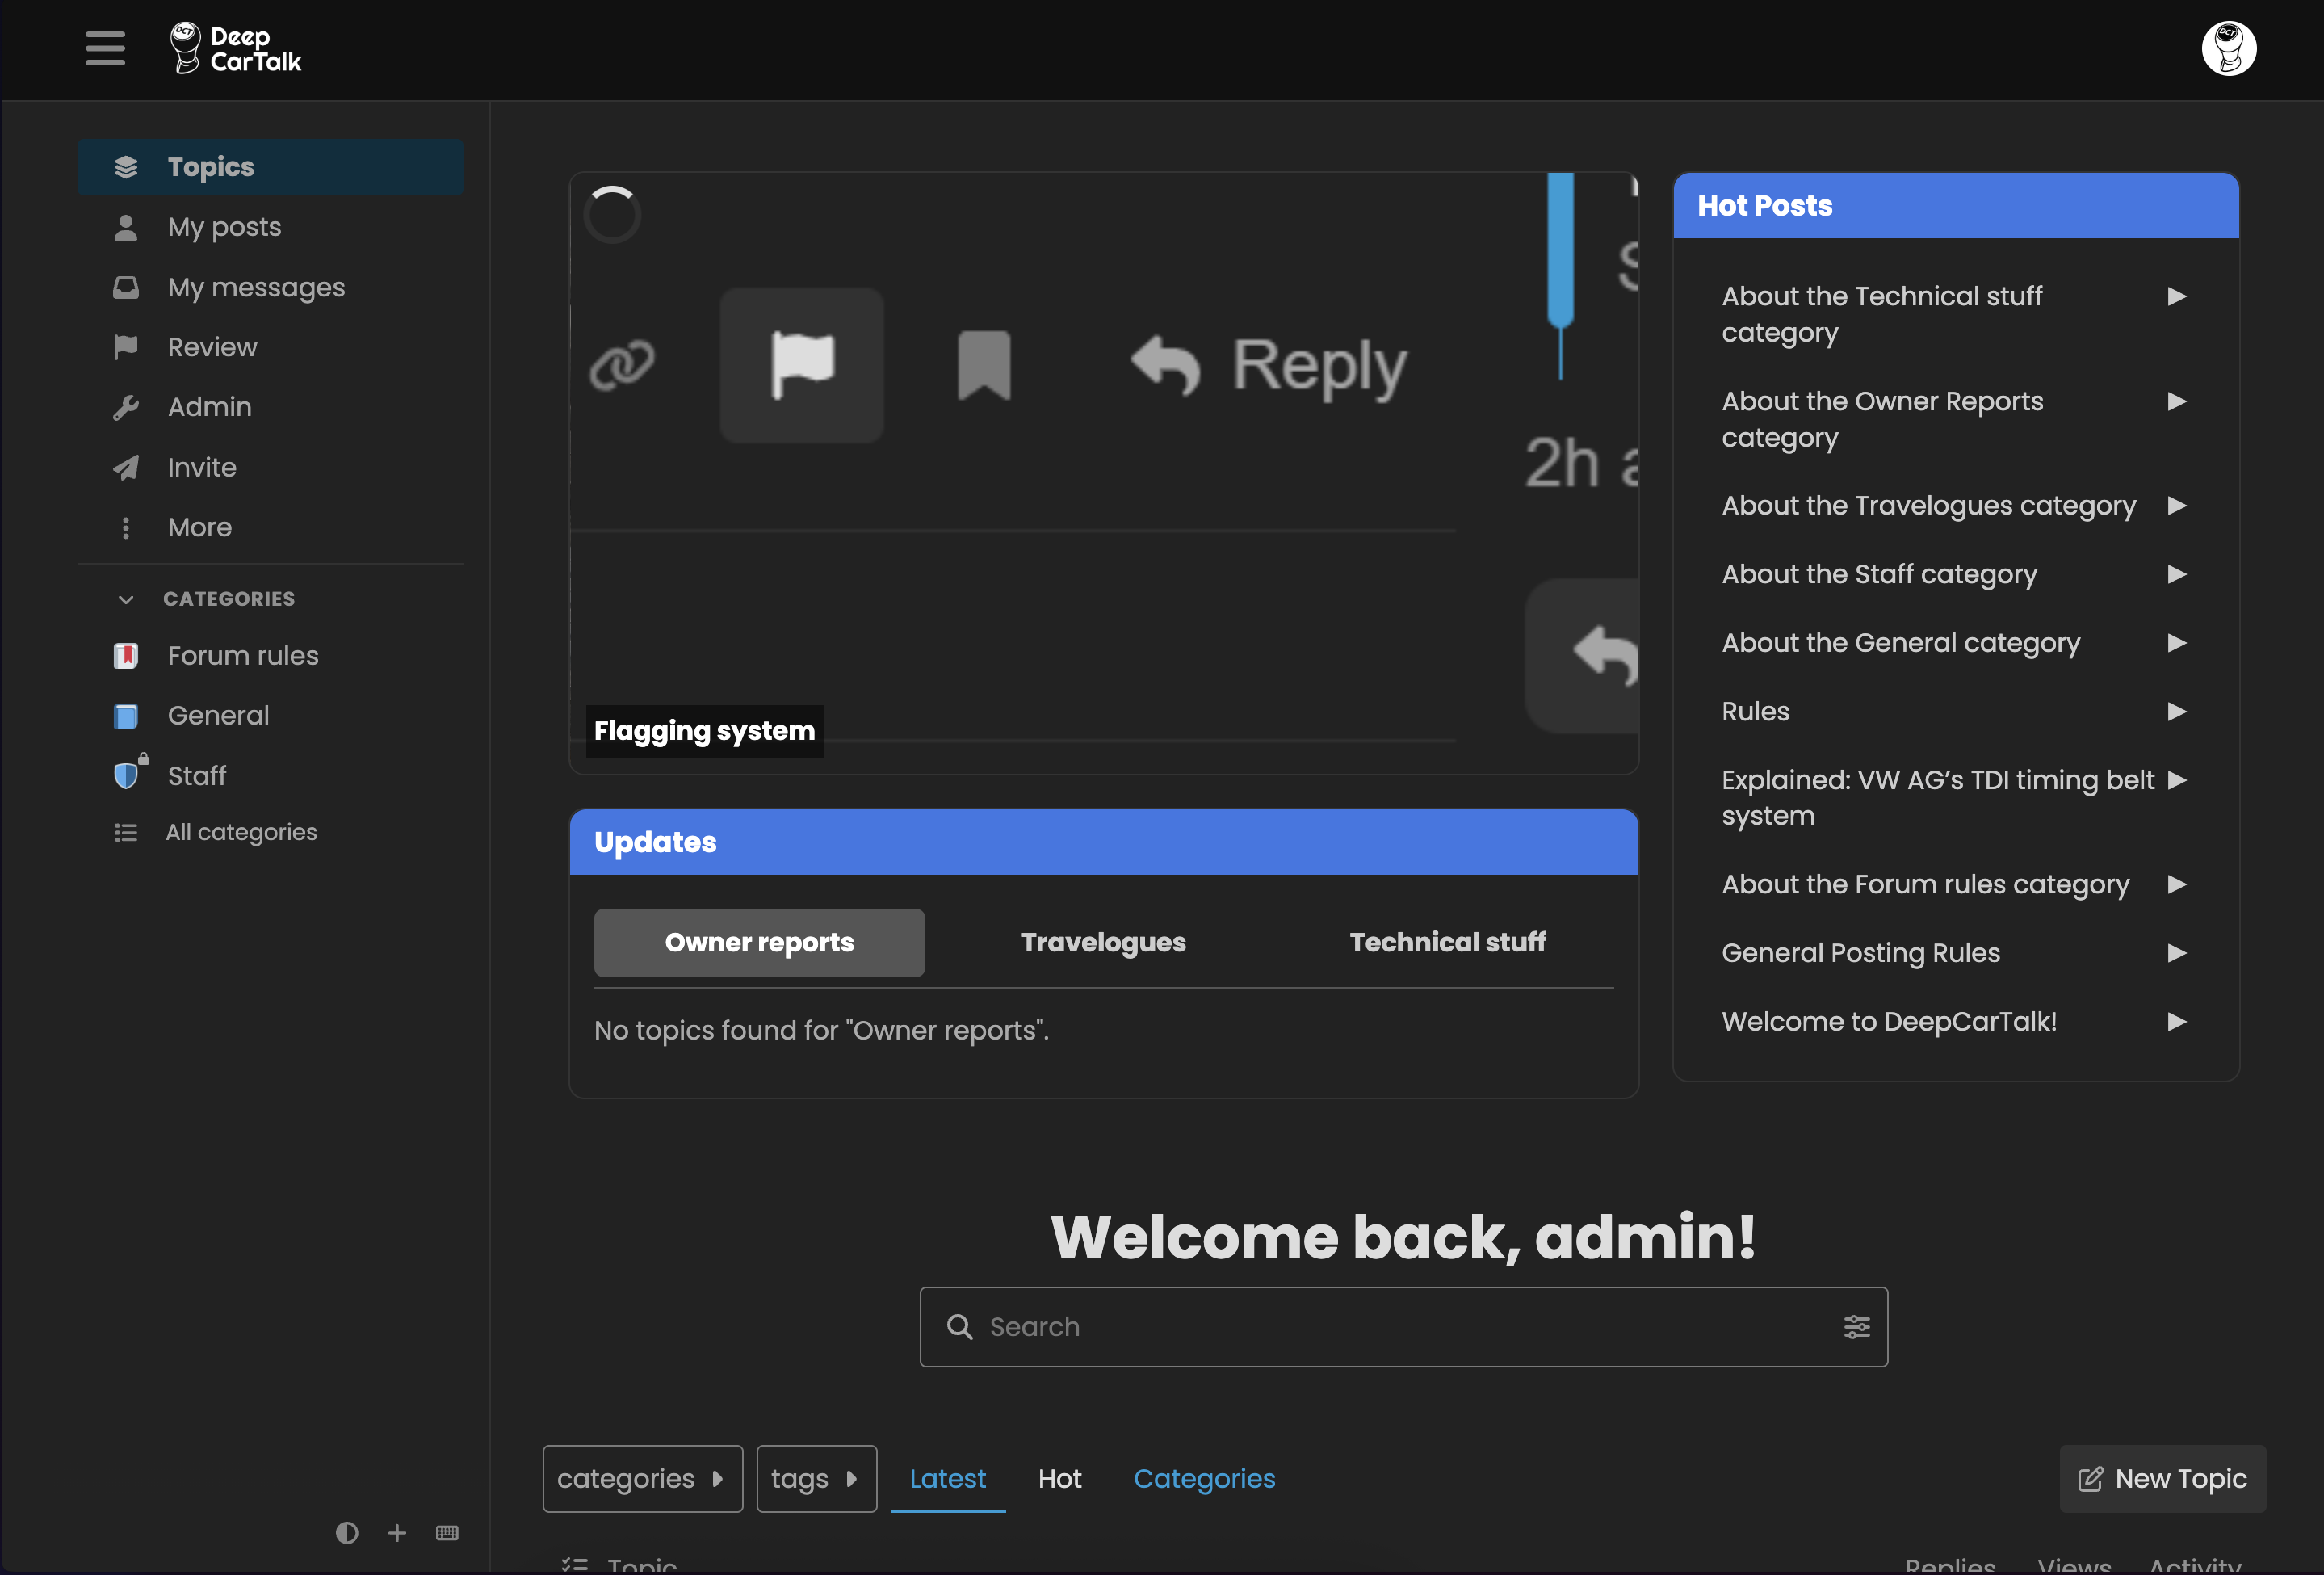 DCT
Deep
CarTalk
DCT
Topics
My posts
My messages
Review
Admin
Invite
More
CATEGORIES
Forum rules
General
Staff
All categories
Reply
2h
Flagging system
Updates
Owner reports
Travelogues
Technical stuff
No topics found for "Owner reports".
Hot Posts
About the Technical stuff
category
About the Owner Reports
category
About the Travelogues category
About the Staff category
About the General category
Rules
Explained: VW AG’s TDI timing belt
system
About the Forum rules category
General Posting Rules
Welcome to DeepCarTalk!
Welcome back, admin!
Search
categories
tags
Latest
Hot
Categories
New Topic
Topic
Replies
Views
Activity